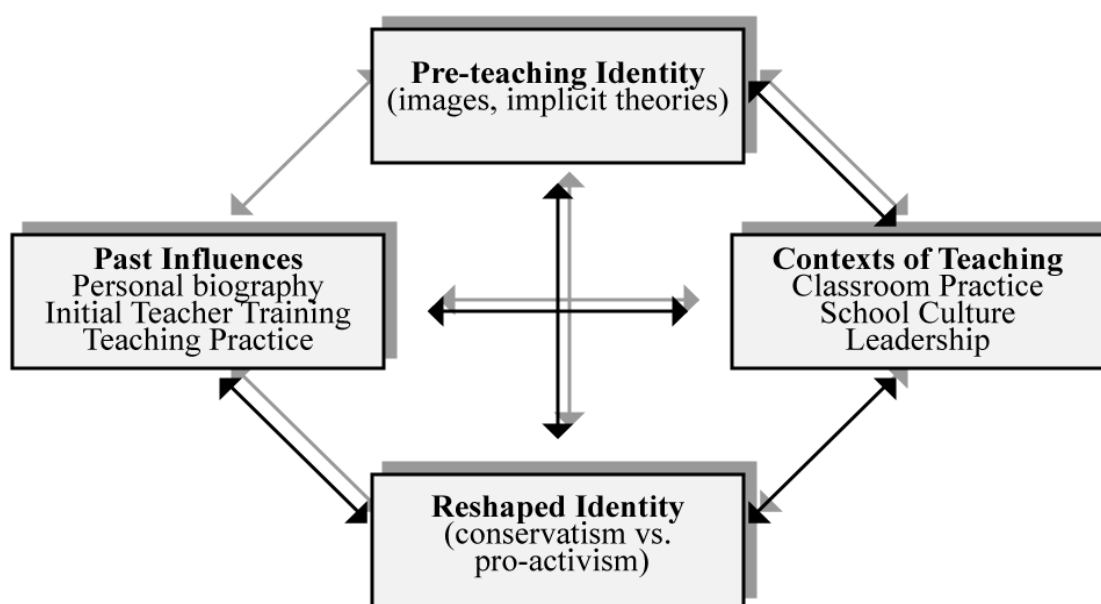 Pre-teaching Identity
(images, implicit theories)
Past Influences
Personal biography
Initial Teacher Training
Teaching Practice
Contexts of Teaching
Classroom Practice
School Culture
Leadership
Reshaped Identity
(conservatism vs.
pro-activism)